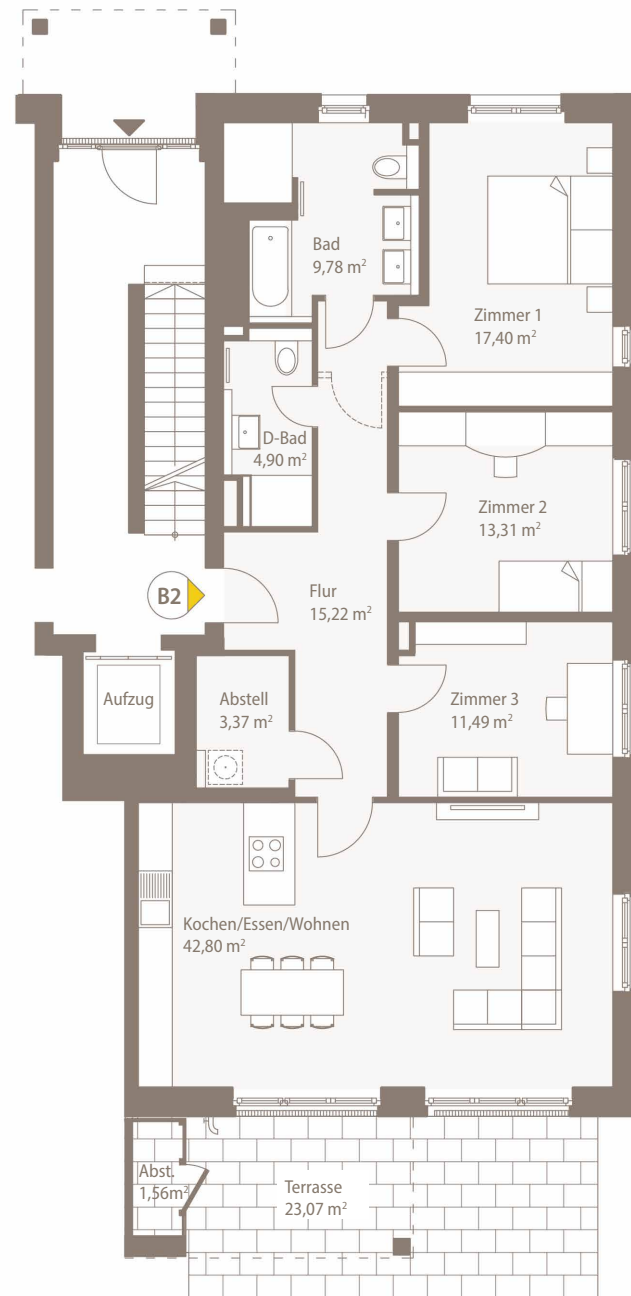 Bad
9,78 m²
Zimmer 1
17,40 m²
D-Bad
4,90 m²
Zimmer 2
13,31 m²
B2
Flur
15,22 m²
Aufzug
Abstell
3,37 m²
Zimmer 3
11,49 m²
Kochen/Essen/Wohnen
42,80 m²
Abst.
1,56m²
Terrasse
23,07 m²